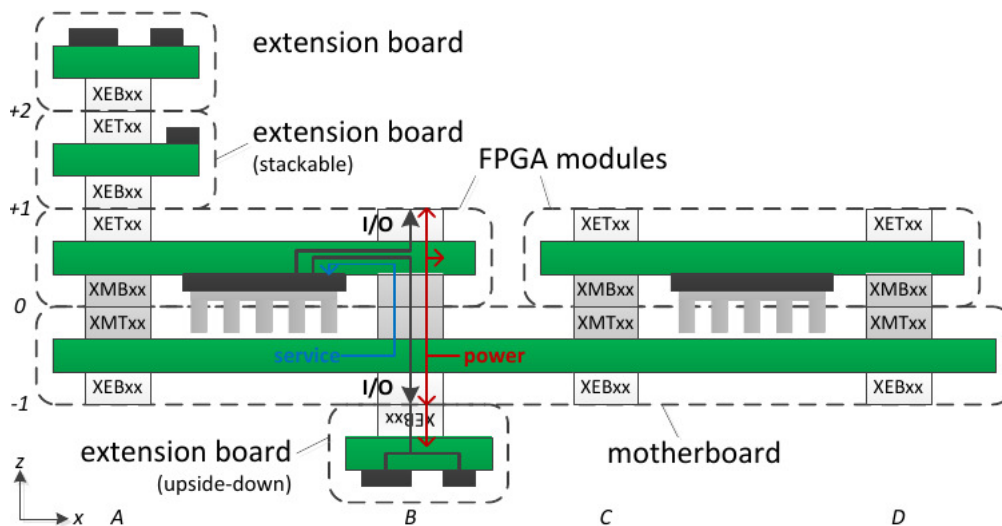 extension board
XEBxx
+2
XETxx
extension board
(stackable)
FPGA modules
XEBxx
+1
XETxx
I/O
XETxx
XETxx
XMBxx
XMBxx
XMBxx
0
XMTxx
XMTxx
XMTxx
service
power
XEBxx
I/O
XEBxx
XEBxx
-1
XEBxx
extension board
(upside-down)
motherboard
z
x
A
B
C
D